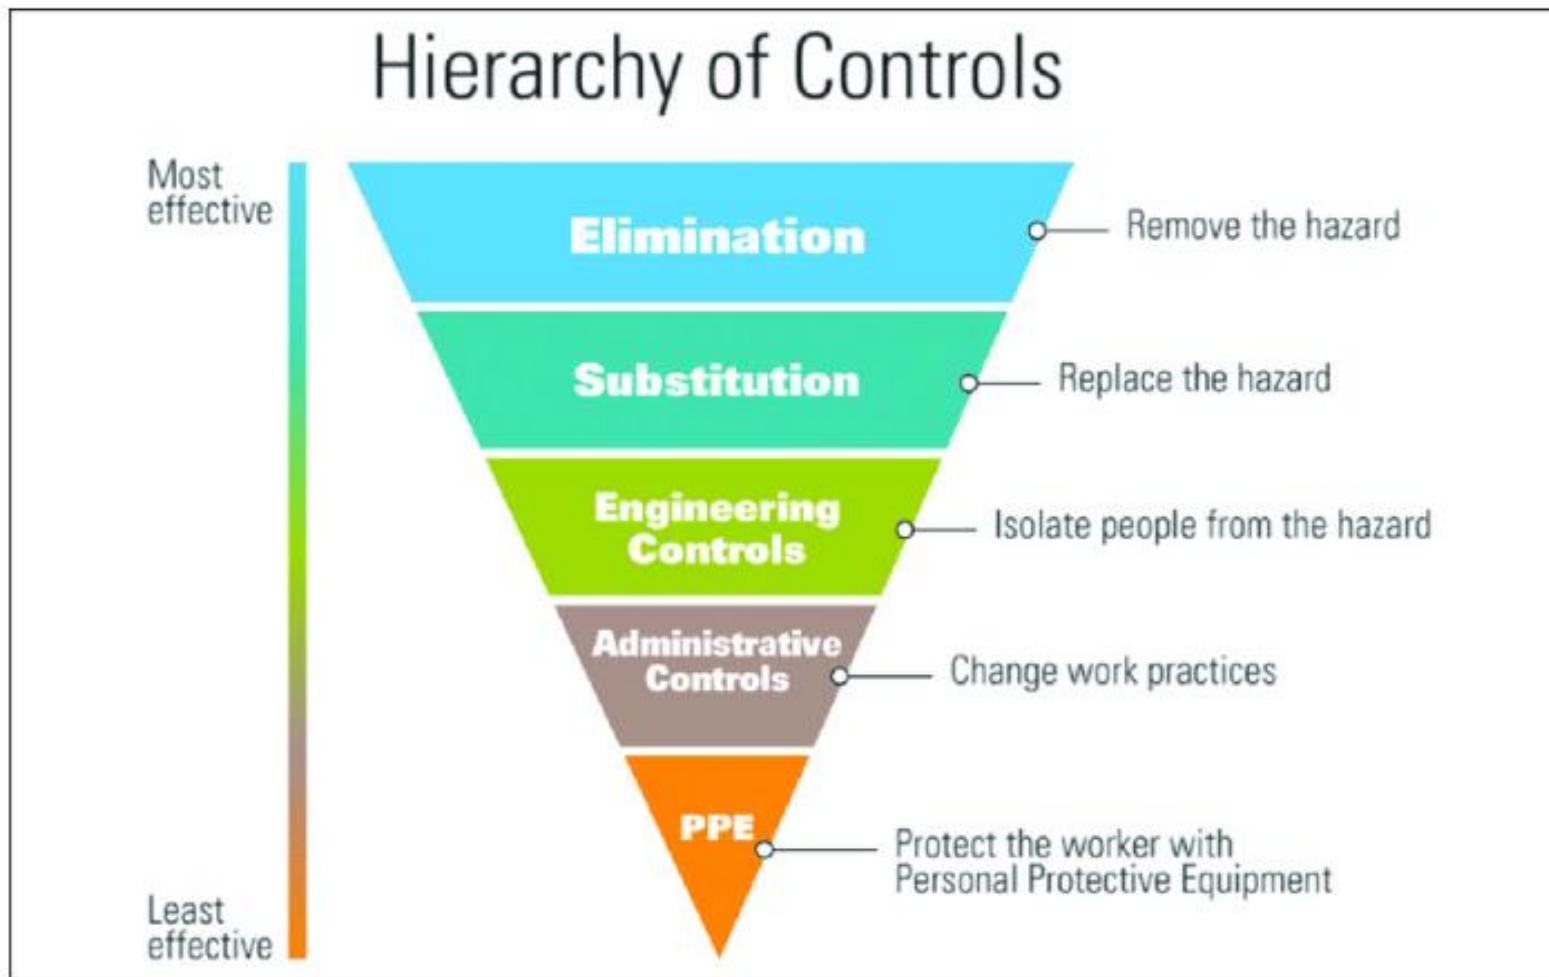 Hierarchy of Controls
Most
effective
Elimination
Remove the hazard
Substitution
Replace the hazard
Engineering
Controls
Isolate people from the hazard
Administrative
Controls
Change work practices
PPE
Protect the worker with
Personal Protective Equipment
Least
effective